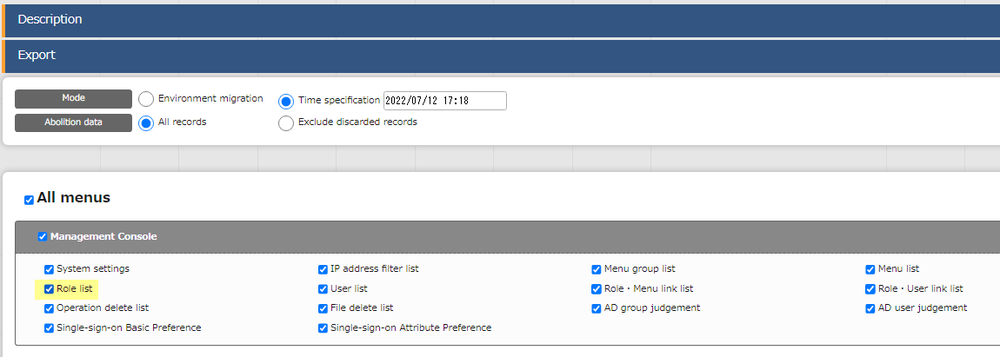 Description
Export
Mode Environment migration Time specification 2022/07/12 17:18
Abolition data All records Exclude discarded records
All menus
Management Console
System settings IP address filter list Menu group list Menu list
Role list User list Role・Menu link list Role・User link list
Operation delete list File delete list AD group judgement AD user judgement
Single-sign-on Basic Preference Single-sign-on Attribute Preference